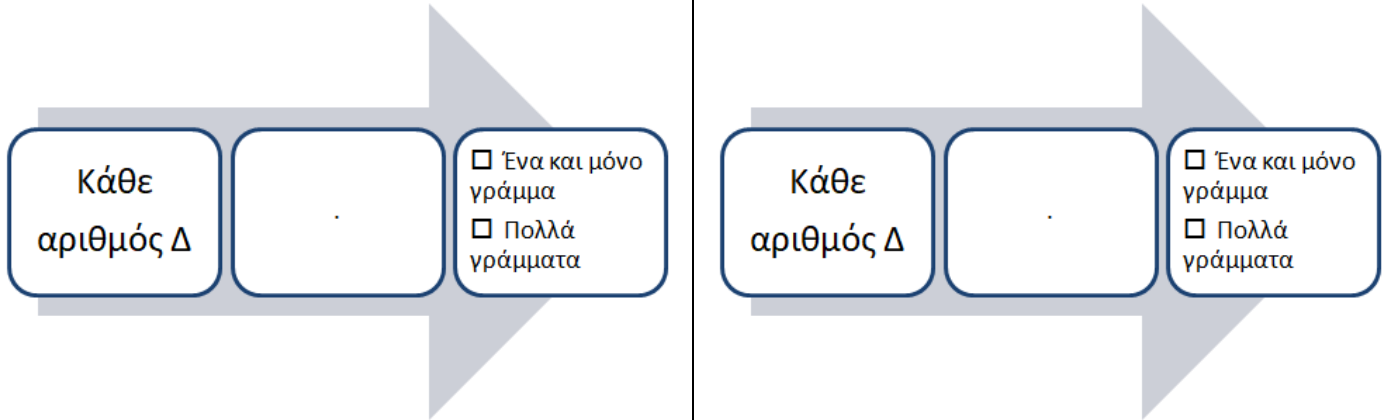 Κάθε
αριθμός Δ
.
☐ Ένα και μόνο
γράμμα
☐ Πολλά
γράμματα
Κάθε
αριθμός Δ
.
☐ Ένα και μόνο
γράμμα
☐ Πολλά
γράμματα